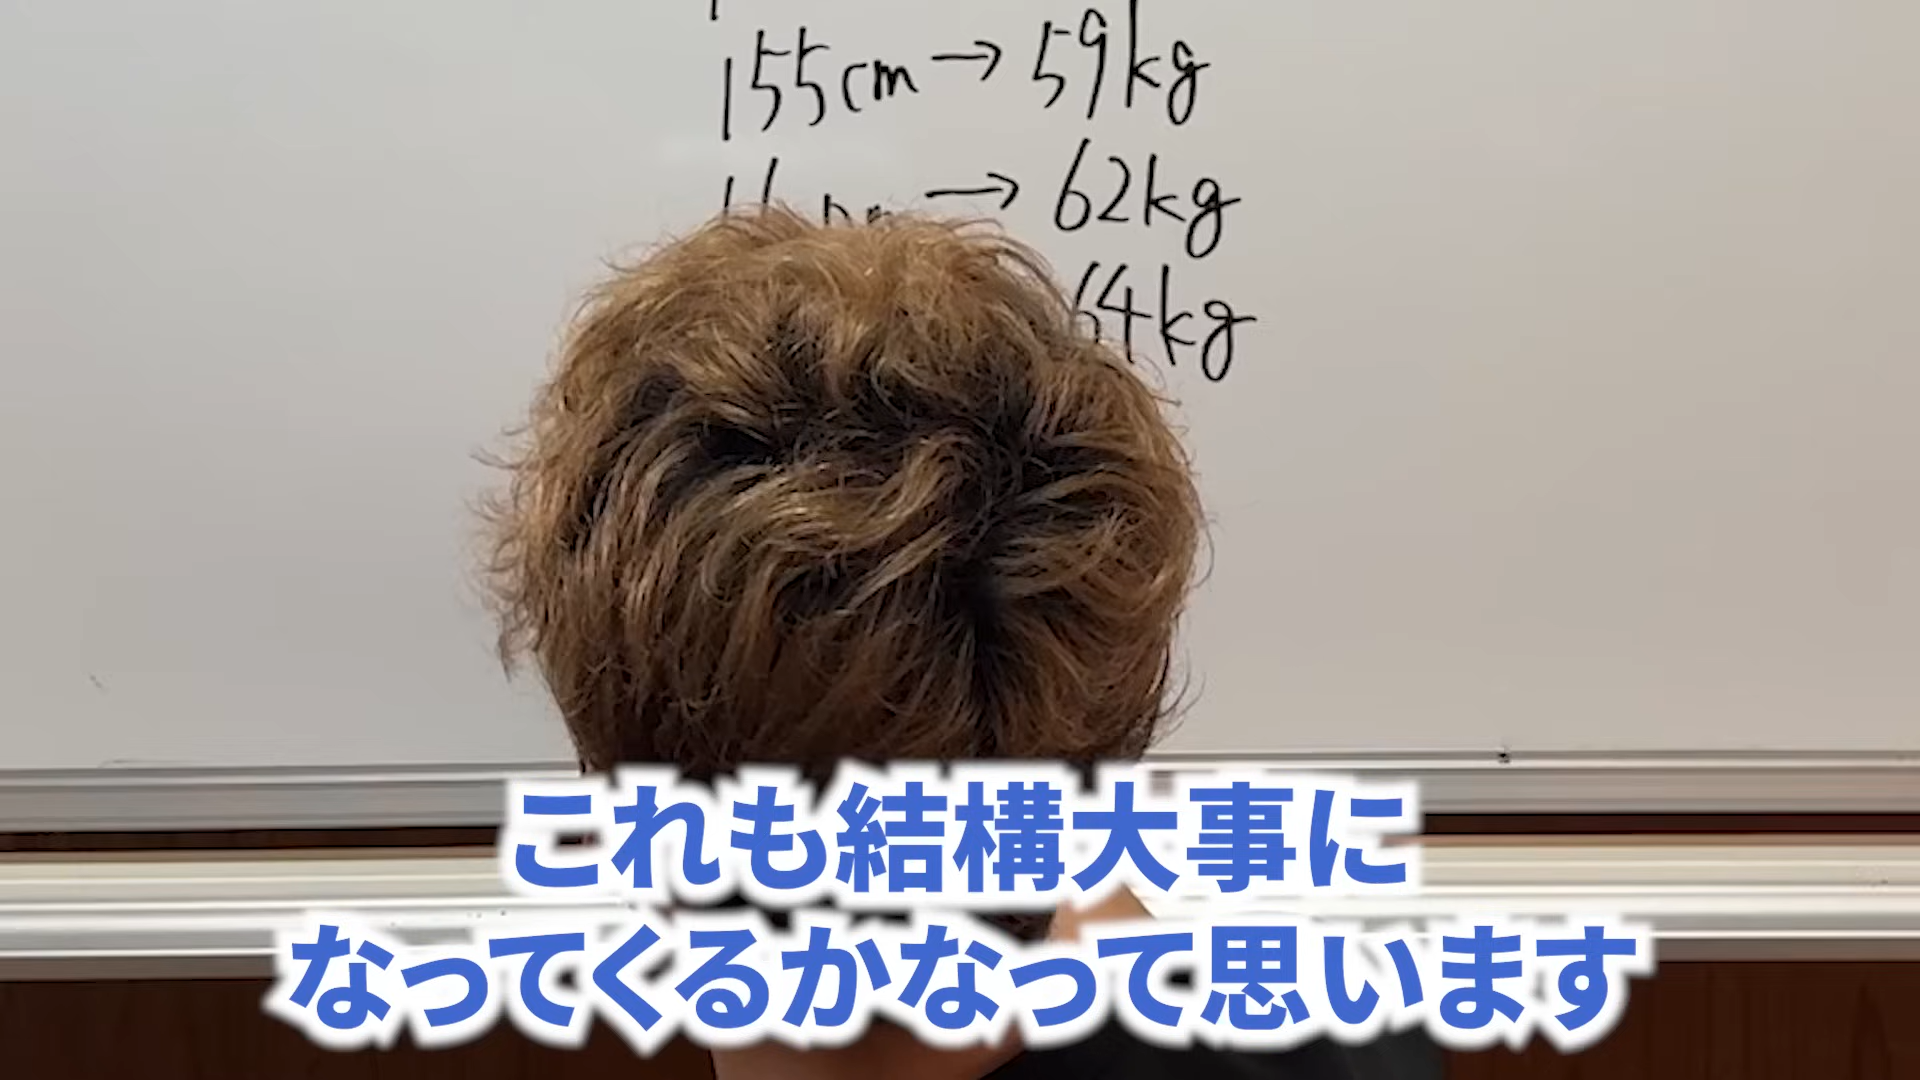 155cm → 59kg
→ 62kg
64kg
これも結構大事に
なってくるかなって思います